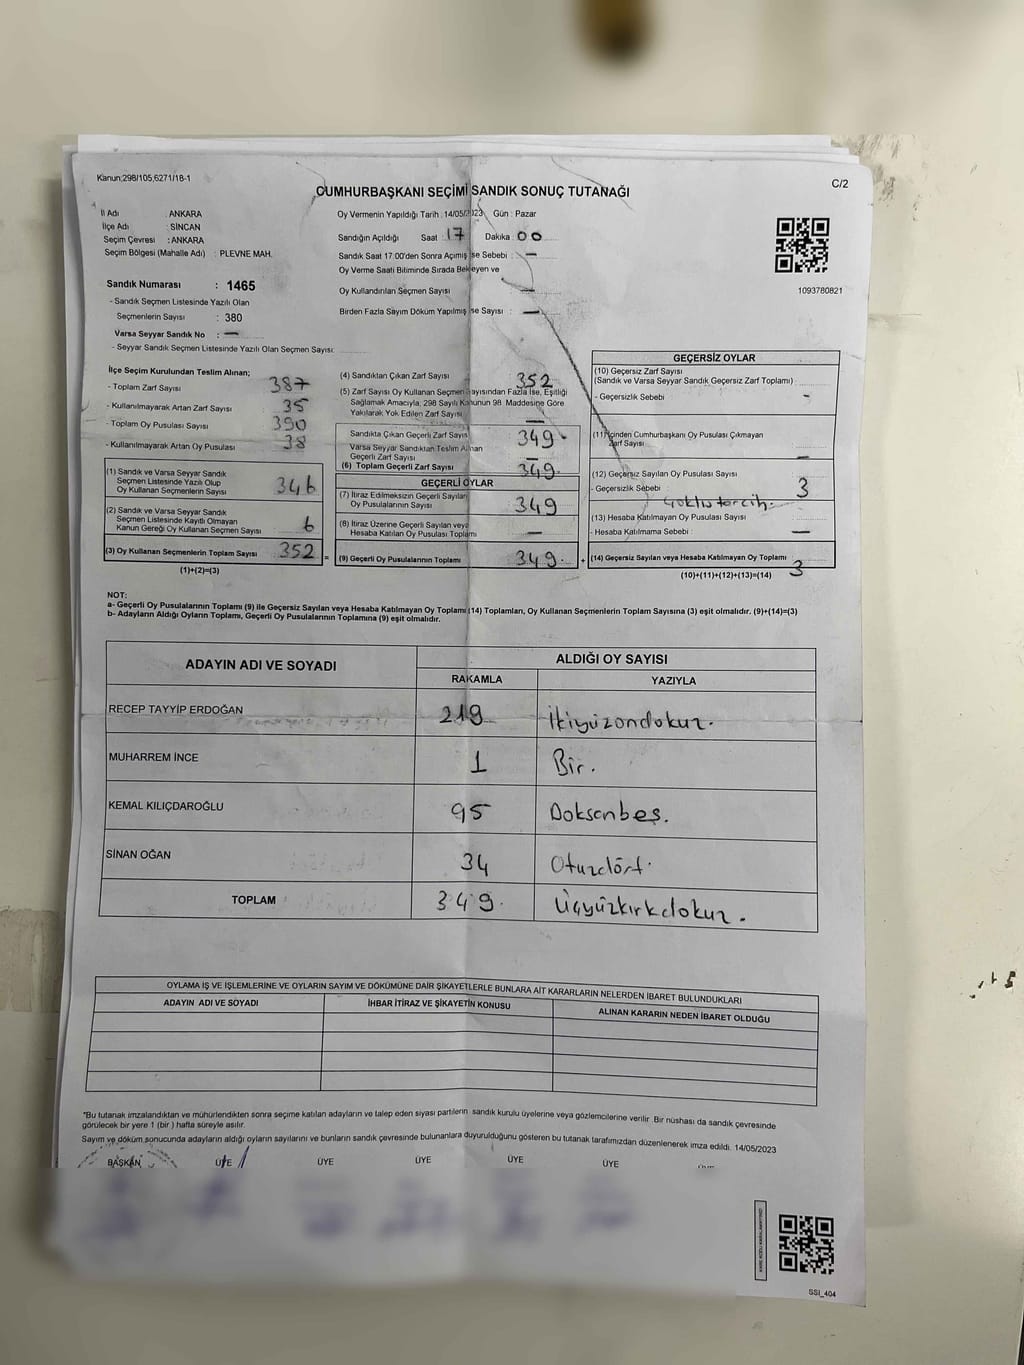 Kanun;298/105,6271/18-1
C/2
CUMHURBAŞKANI SEÇİMİ SANDIK SONUÇ TUTANAĞI
İl Adı : ANKARA
İlçe Adı : SİNCAN
Seçim Çevresi : ANKARA
Seçim Bölgesi (Mahalle Adı) : PLEVNE MAH.
Sandık Numarası : 1465
- Sandık Seçmen Listesinde Yazılı Olan
Seçmenlerin Sayısı : 380
Varsa Seyyar Sandık No : —
- Seyyar Sandık Seçmen Listesinde Yazılı Olan Seçmen Sayısı:
Oy Vermenin Yapıldığı Tarih : 14/05/2023 Gün : Pazar
Sandığın Açıldığı Saat : 17 Dakika : 00
Sandık Saat 17:00'den Sonra Açımış ise Sebebi : —
Oy Verme Saati Bitiminde Sırada Bekleyen ve
Oy Kullandırılan Seçmen Sayısı —
Birden Fazla Sayım Döküm Yapılmış ise Sayısı : —
1093780821
İlçe Seçim Kurulundan Teslim Alınan;
- Toplam Zarf Sayısı 387
- Kullanılmayarak Artan Zarf Sayısı 35
- Toplam Oy Pusulası Sayısı 390
- Kullanılmayarak Artan Oy Pusulası 38
(1) Sandık ve Varsa Seyyar Sandık
Seçmen Listesinde Yazılı Olup
Oy Kullanan Seçmenlerin Sayısı 346
(2) Sandık ve Varsa Seyyar Sandık
Seçmen Listesinde Kayıtlı Olmayan
Kanun Gereği Oy Kullanan Seçmen Sayısı 6
(3) Oy Kullanan Seçmenlerin Toplam Sayısı 352
(1)+(2)=(3)
(4) Sandıktan Çıkan Zarf Sayısı 352
(5) Zarf Sayısı Oy Kullanan Seçmen Sayısından Fazla İse, Eşitliği
Sağlamak Amacıyla, 298 Sayılı Kanunun 98. Maddesine Göre
Yakılarak Yok Edilen Zarf Sayısı —
Sandıkta Çıkan Geçerli Zarf Sayısı 349
Varsa Seyyar Sandıktan Teslim Alınan
Geçerli Zarf Sayısı —
(6) Toplam Geçerli Zarf Sayısı 349
GEÇERLİ OYLAR
(7) İtiraz Edilmeksizin Geçerli Sayılan
Oy Pusulalarının Sayısı 349
(8) İtiraz Üzerine Geçerli Sayılan veya
Hesaba Katılan Oy Pusulası Toplamı —
= (9) Geçerli Oy Pusulalarının Toplamı 349
GEÇERSİZ OYLAR
(10) Geçersiz Zarf Sayısı
(Sandık ve Varsa Seyyar Sandık Geçersiz Zarf Toplamı)
- Geçersizlik Sebebi -
(11) İçinden Cumhurbaşkanı Oy Pusulası Çıkmayan
Zarf Sayısı —
(12) Geçersiz Sayılan Oy Pusulası Sayısı 3
- Geçersizlik Sebebi : Çoklu tercih.
(13) Hesaba Katılmayan Oy Pusulası Sayısı
- Hesaba Katılmama Sebebi : —
+ (14) Geçersiz Sayılan veya Hesaba Katılmayan Oy Toplamı 3
(10)+(11)+(12)+(13)=(14)
NOT:
a- Geçerli Oy Pusulalarının Toplamı (9) ile Geçersiz Sayılan veya Hesaba Katılmayan Oy Toplamı (14) Toplamları, Oy Kullanan Seçmenlerin Toplam Sayısına (3) eşit olmalıdır. (9)+(14)=(3)
b- Adayların Aldığı Oyların Toplamı, Geçerli Oy Pusulalarının Toplamına (9) eşit olmalıdır.
ADAYIN ADI VE SOYADI
ALDIĞI OY SAYISI
RAKAMLA YAZIYLA
RECEP TAYYİP ERDOĞAN 219 İkiyüzondokuz.
MUHARREM İNCE 1 Bir.
KEMAL KILIÇDAROĞLU 95 Doksanbeş.
SİNAN OĞAN 34 Otuzdört.
TOPLAM 349 Üçyüzkırkdokuz.
OYLAMA İŞ VE İŞLEMLERİNE VE OYLARIN SAYIM VE DÖKÜMÜNE DAİR ŞİKAYETLERLE BUNLARA AİT KARARLARIN NELERDEN İBARET BULUNDUKLARI
ADAYIN ADI VE SOYADI İHBAR İTİRAZ VE ŞİKAYETİN KONUSU ALINAN KARARIN NEDEN İBARET OLDUĞU
*Bu tutanak imzalandıktan ve mühürlendikten sonra seçime katılan adayların ve talep eden siyasi partilerin sandık kurulu üyelerine veya gözlemcilerine verilir. Bir nüshası da sandık çevresinde
görülecek bir yere 1 (bir ) hafta süreyle asılır.
Sayım ve döküm sonucunda adayların aldığı oyların sayılarını ve bunların sandık çevresinde bulunanlara duyurulduğunu gösteren bu tutanak tarafımızdan düzenlenerek imza edildi. 14/05/2023
BAŞKAN ÜYE ÜYE ÜYE ÜYE ÜYE
SSI_404